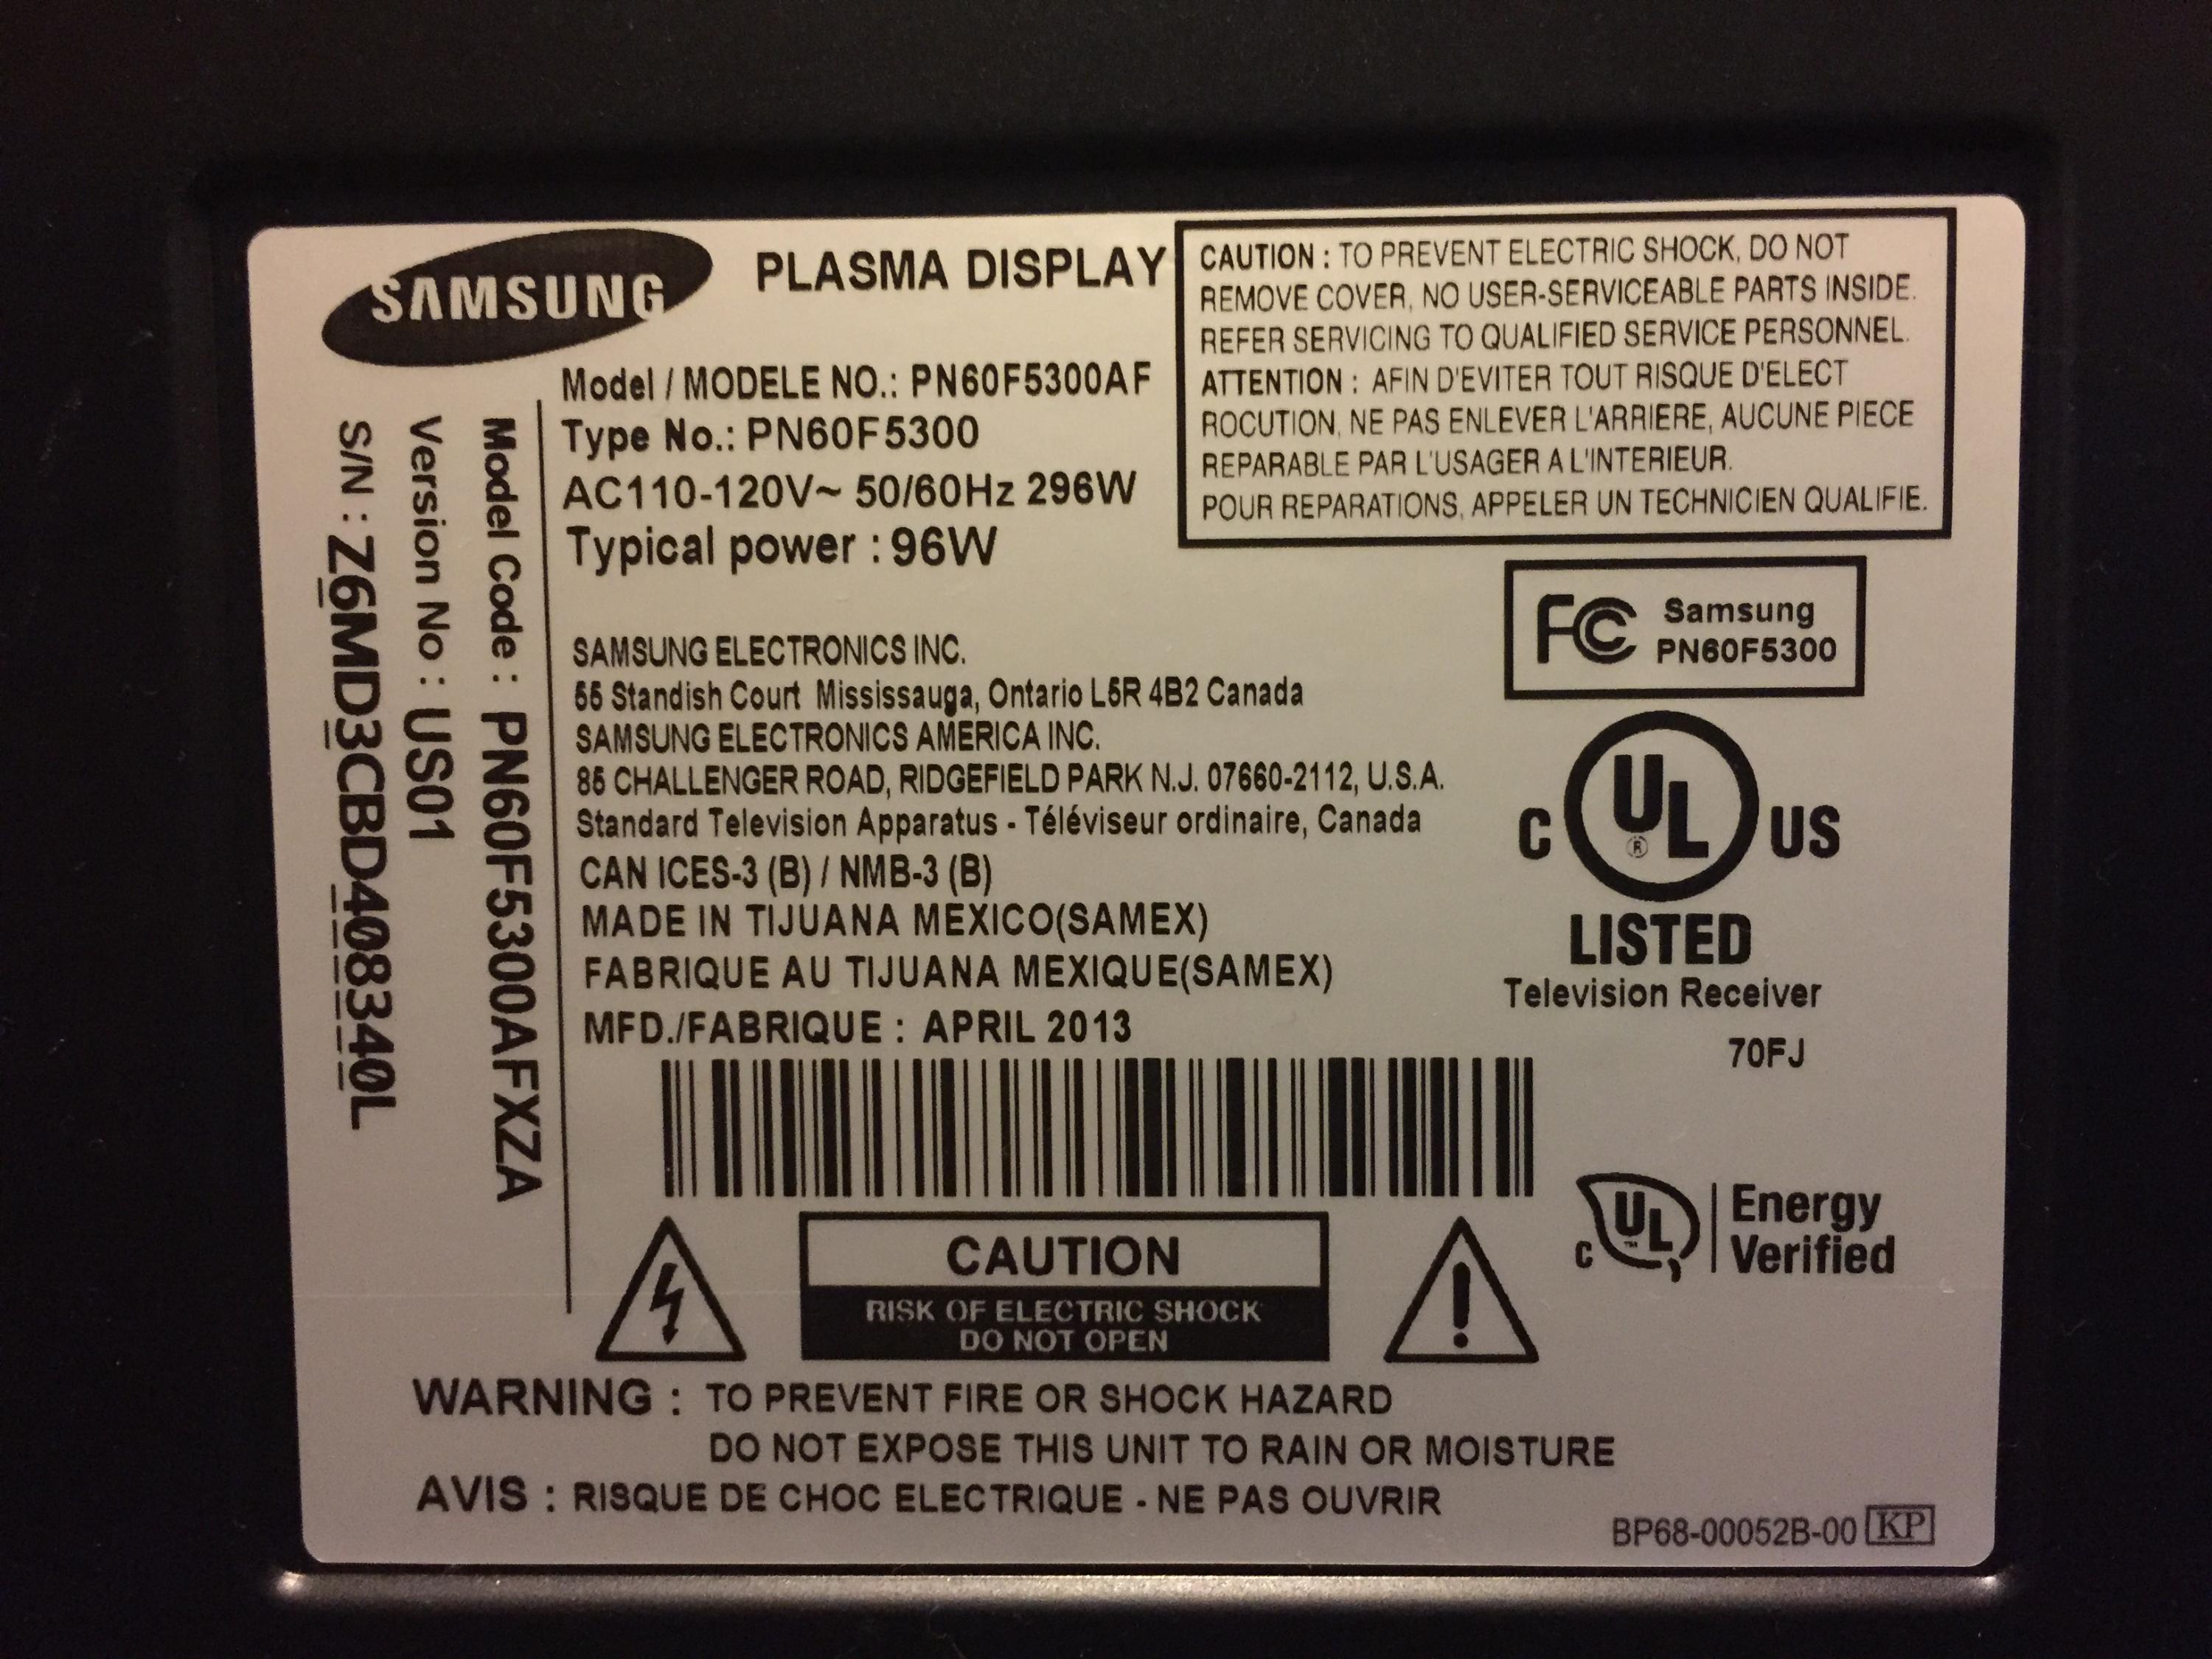 SAMSUNG
PLASMA DISPLAY
Model / MODELE NO.: PN60F5300AF
Type No.: PN60F5300
AC110-120V~ 50/60Hz 296W
Typical power : 96W
CAUTION : TO PREVENT ELECTRIC SHOCK, DO NOT
REMOVE COVER, NO USER-SERVICEABLE PARTS INSIDE.
REFER SERVICING TO QUALIFIED SERVICE PERSONNEL.
ATTENTION : AFIN D'EVITER TOUT RISQUE D'ELECT
ROCUTION, NE PAS ENLEVER L'ARRIERE, AUCUNE PIECE
REPARABLE PAR L'USAGER A L'INTERIEUR.
POUR REPARATIONS, APPELER UN TECHNICIEN QUALIFIE.
Model Code : PN60F5300AFXZA
Version No : US01
S/N : Z6MD3CBD408340L
SAMSUNG ELECTRONICS INC.
55 Standish Court Mississauga, Ontario L5R 4B2 Canada
SAMSUNG ELECTRONICS AMERICA INC.
85 CHALLENGER ROAD, RIDGEFIELD PARK N.J. 07660-2112, U.S.A.
Standard Television Apparatus - Téléviseur ordinaire, Canada
CAN ICES-3 (B) / NMB-3 (B)
MADE IN TIJUANA MEXICO(SAMEX)
FABRIQUE AU TIJUANA MEXIQUE(SAMEX)
MFD./FABRIQUE : APRIL 2013
FC Samsung
PN60F5300
C UL ® US
LISTED
Television Receiver
70FJ
C UL ™ Energy
Verified
CAUTION
RISK OF ELECTRIC SHOCK
DO NOT OPEN
WARNING : TO PREVENT FIRE OR SHOCK HAZARD
DO NOT EXPOSE THIS UNIT TO RAIN OR MOISTURE
AVIS : RISQUE DE CHOC ELECTRIQUE - NE PAS OUVRIR
BP68-00052B-00 KP